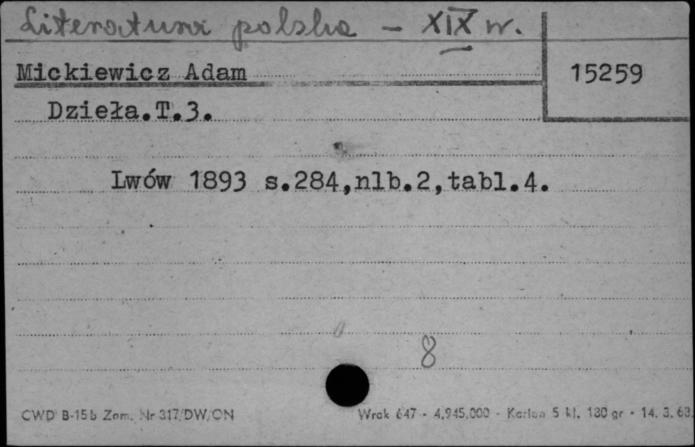 Literatura polska - XIX w.
Mickiewicz Adam 15259
Dzieła.T.3.
Lwów 1893 s.284,nlb.2,tabl.4.
8
CWD B-15b Zam. Nr 317/DW/ON Wrok 647 - 4.945.000 - Karton 5 kl. 180 gr - 14. 3. 63.